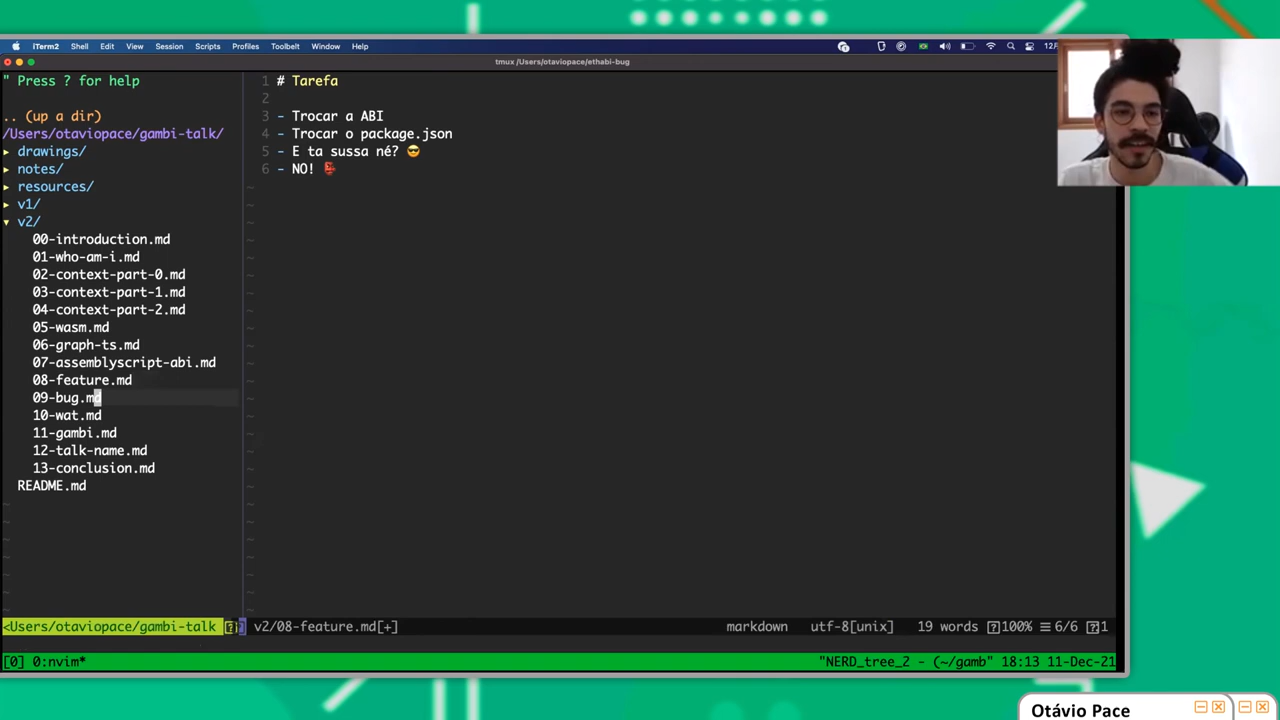 iTerm2 Shell Edit View Session Scripts Profiles Toolbelt Window Help
tmux /Users/otaviopace/ethabi-bug
" Press ? for help
.. (up a dir)
/Users/otaviopace/gambi-talk/
drawings/
notes/
resources/
v1/
v2/
00-introduction.md
01-who-am-i.md
02-context-part-0.md
03-context-part-1.md
04-context-part-2.md
05-wasm.md
06-graph-ts.md
07-assemblyscript-abi.md
08-feature.md
09-bug.md
10-wat.md
11-gambi.md
12-talk-name.md
13-conclusion.md
README.md
1 # Tarefa
2
3 - Trocar a ABI
4 - Trocar o package.json
5 - E ta sussa né? 😎
6 - NO! 👺
<Users/otaviopace/gambi-talk v2/08-feature.md[+] markdown utf-8[unix] 19 words 100% ☰ 6/6 1
[0] 0:nvim* "NERD_tree_2 - (~/gamb" 18:13 11-Dec-21
Otávio Pace